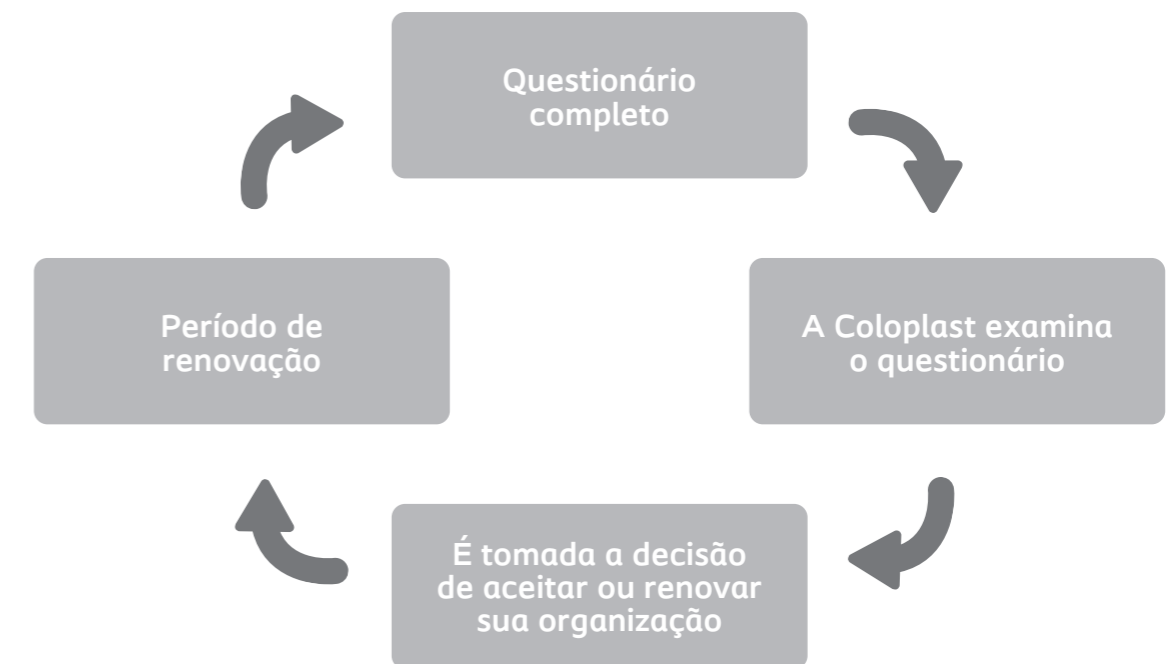 Questionário
completo
A Coloplast examina
o questionário
É tomada a decisão
de aceitar ou renovar
sua organização
Período de
renovação